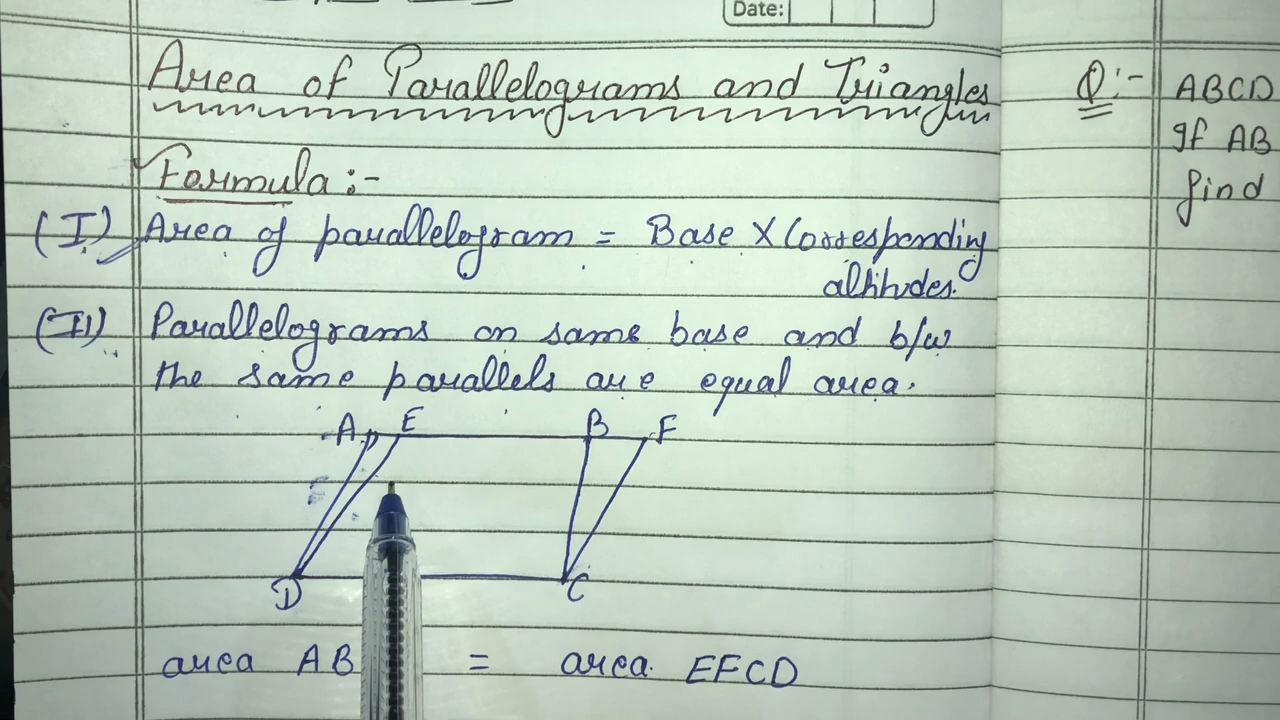 Date:
Area of Parallelograms and Triangles
Formula :-
(I) Area of parallelogram = Base X Corresponding
altitudes.
(II) Parallelograms on same base and b/w
the same parallels are equal area.
A E B F
D C
area AB = area. EFCD
Q:- ABCD
If AB
find